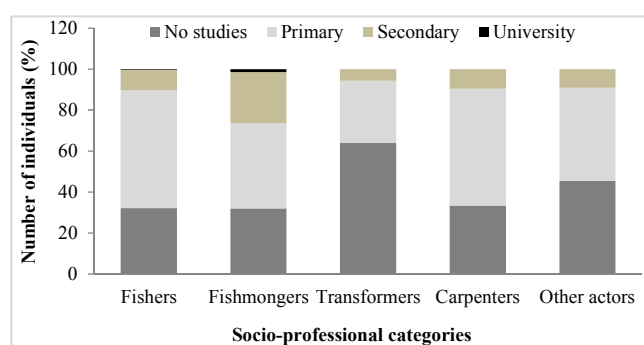 No studies Primary Secondary University
Number of individuals (%)
120
100
80
60
40
20
0
Fishers Fishmongers Transformers Carpenters Other actors
Socio-professional categories